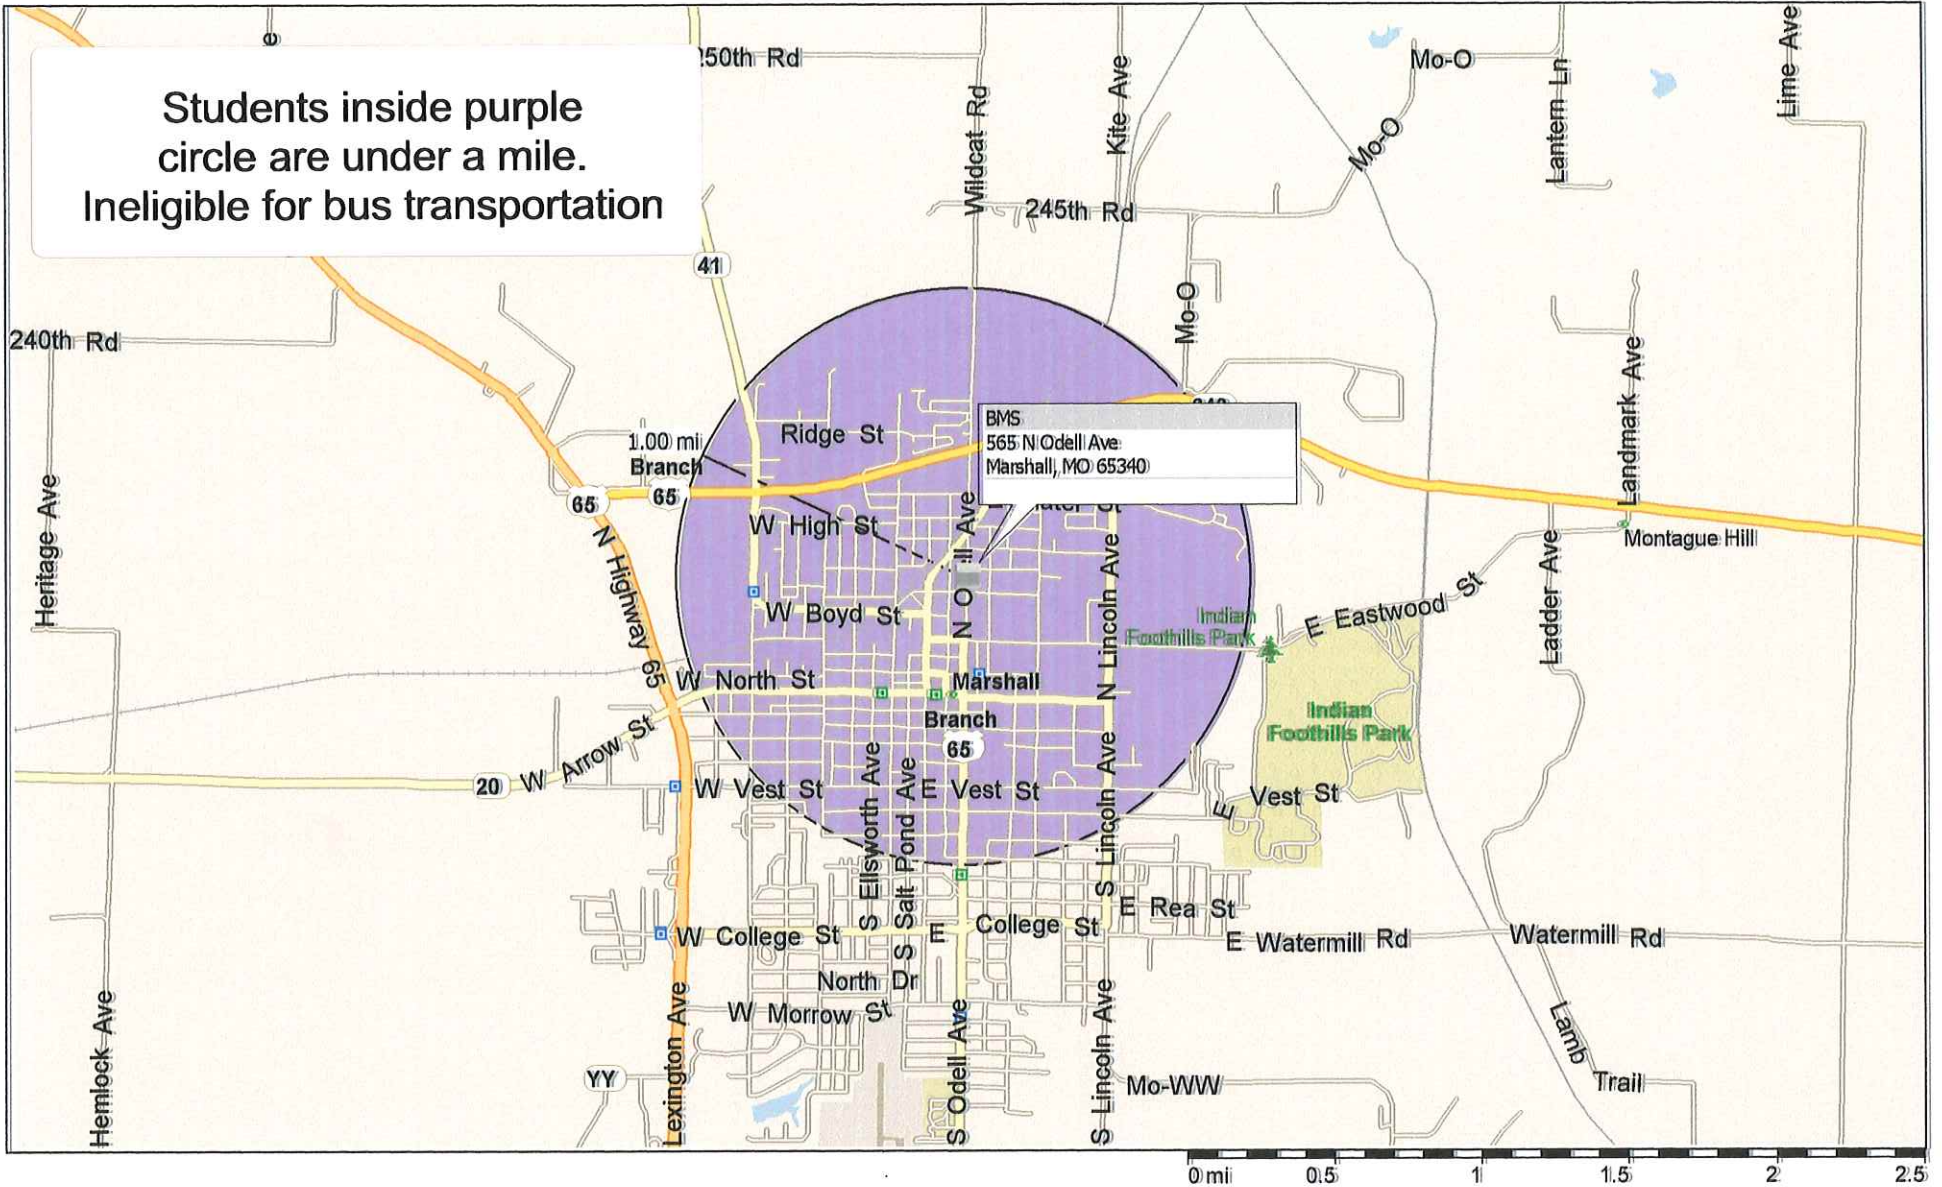 Students inside purple
circle are under a mile.
Ineligible for bus transportation
e
250th Rd
Wildcat Rd
Kite Ave
Mo-O
Lantern Ln
Lime Ave
Mo-O
245th Rd
41
Mo-O
240th Rd
Landmark Ave
1.00 mi
Branch
Ridge St
BMS
565 N Odell Ave
Marshall, MO 65340
65
65
W High St
Heritage Ave
N Highway 65
N Odell Ave
N Lincoln Ave
Montague Hill
Ladder Ave
E Eastwood St
W Boyd St
Indian
Foothills Park
W North St
Marshall
Branch
65
Indian
Foothills Park
W Arrow St
20
W Vest St
E Vest St
E Vest St
S Ellsworth Ave
S Salt Pond Ave
S Lincoln Ave
E Rea St
W College St
E College St
E Watermill Rd
Watermill Rd
North Dr
W Morrow St
Hemlock Ave
Lexington Ave
S Odell Ave
S Lincoln Ave
YY
Mo-WW
Lamb Trail
0 mi 0.5 1 1.5 2 2.5